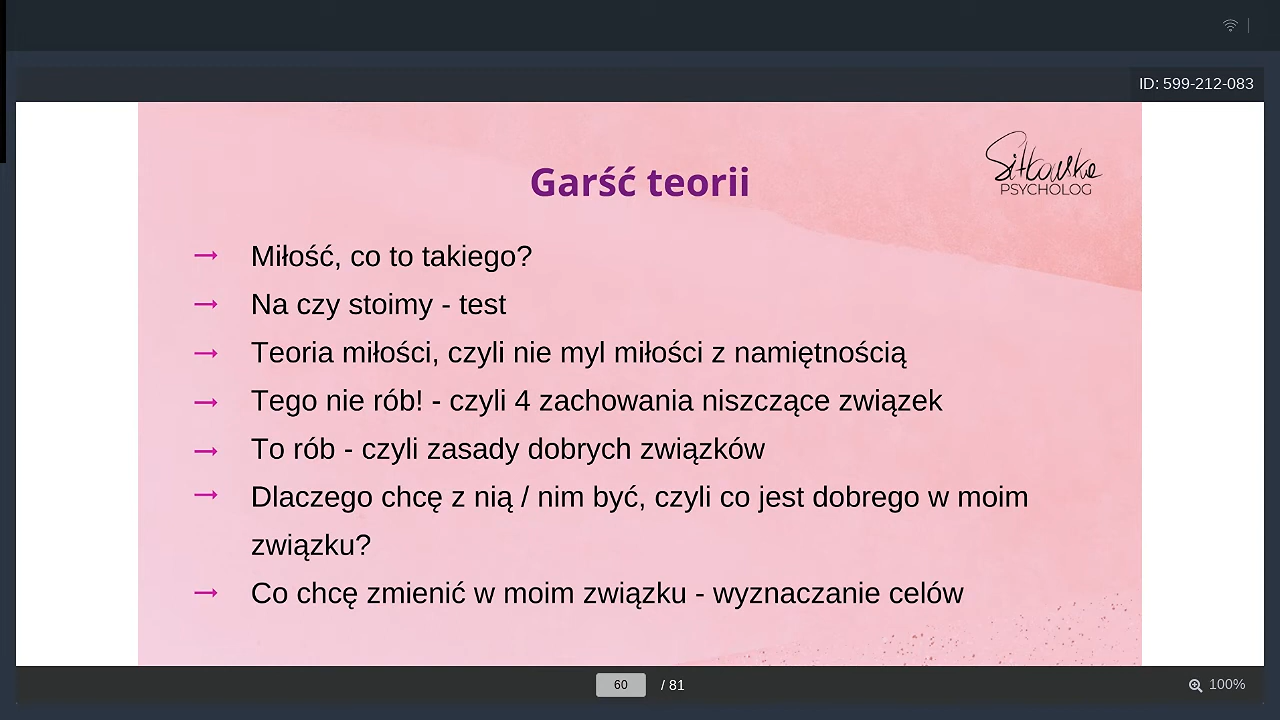 ID: 599-212-083
Garść teorii
PSYCHOLOG
Miłość, co to takiego?
Na czy stoimy - test
Teoria miłości, czyli nie myl miłości z namiętnością
Tego nie rób! - czyli 4 zachowania niszczące związek
To rób - czyli zasady dobrych związków
Dlaczego chcę z nią / nim być, czyli co jest dobrego w moim
związku?
Co chcę zmienić w moim związku - wyznaczanie celów
60 / 81
100%